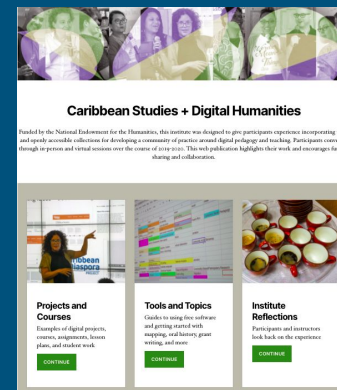 Caribbean Studies + Digital Humanities
Funded by the National Endowment for the Humanities, this institute was designed to give participants experience incorporating
and openly accessible collections for developing a community of practice around digital pedagogy and teaching. Participants
through in-person and virtual sessions over the course of 2019-2020. This web publication highlights their work and encourages
sharing and collaboration.
Projects and
Courses
Examples of digital projects,
courses, assignments, lesson
plans, and student work
CONTINUE
Tools and Topics
Guides to using free software
and getting started with
mapping, oral history, grant
writing, and more
CONTINUE
Institute
Reflections
Participants and instructors
look back on the experience
CONTINUE